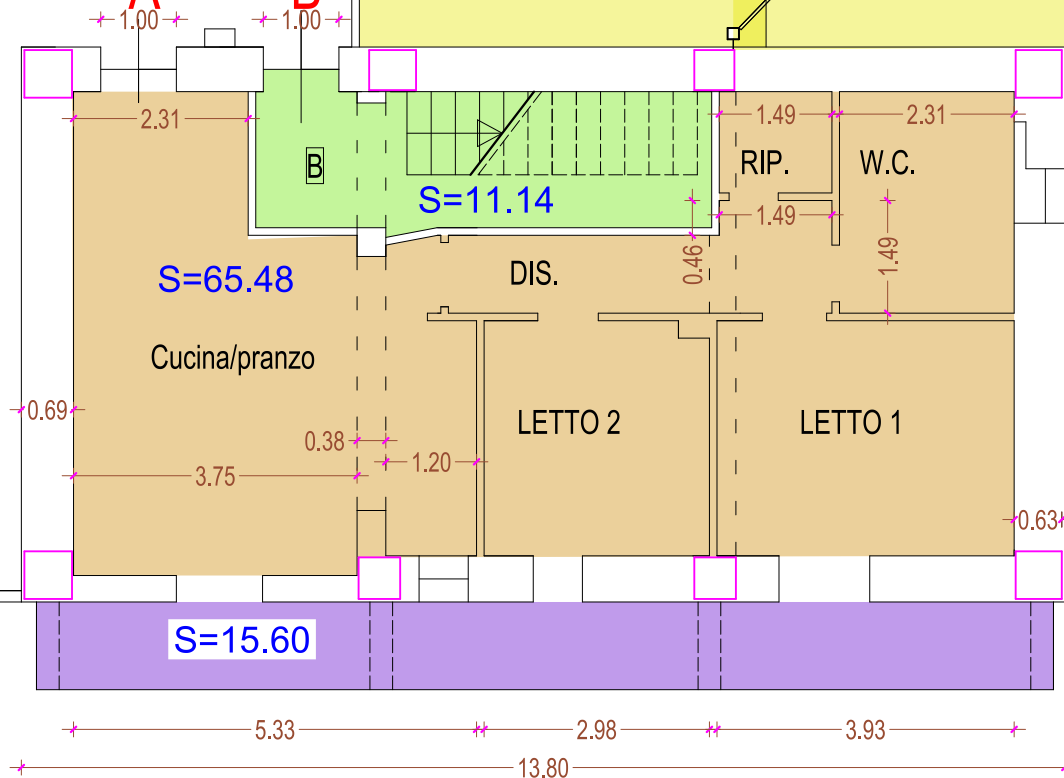 A
B
1.00
1.00
2.31
1.49
2.31
B
RIP.
W.C.
S=11.14
1.49
0.46
1.49
S=65.48
DIS.
Cucina/pranzo
0.69
LETTO 2
LETTO 1
0.38
1.20
3.75
0.63
S=15.60
5.33
2.98
3.93
13.80